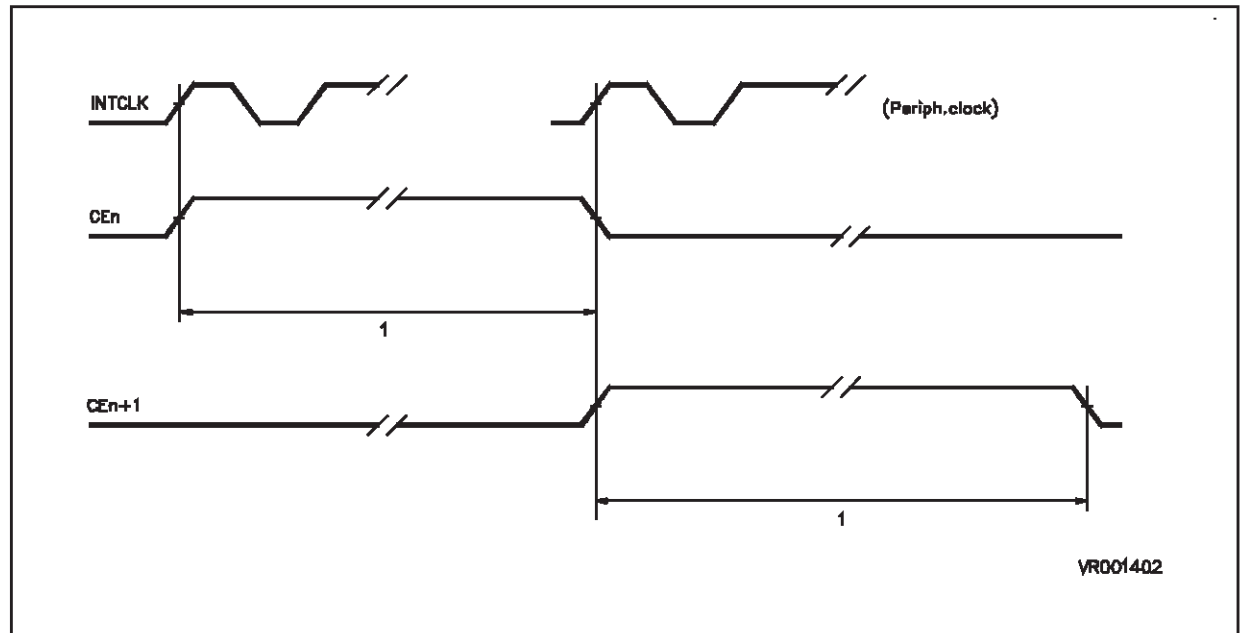 INTCLK
(Periph.clock)
CEn
1
CEn+1
1
VR001402